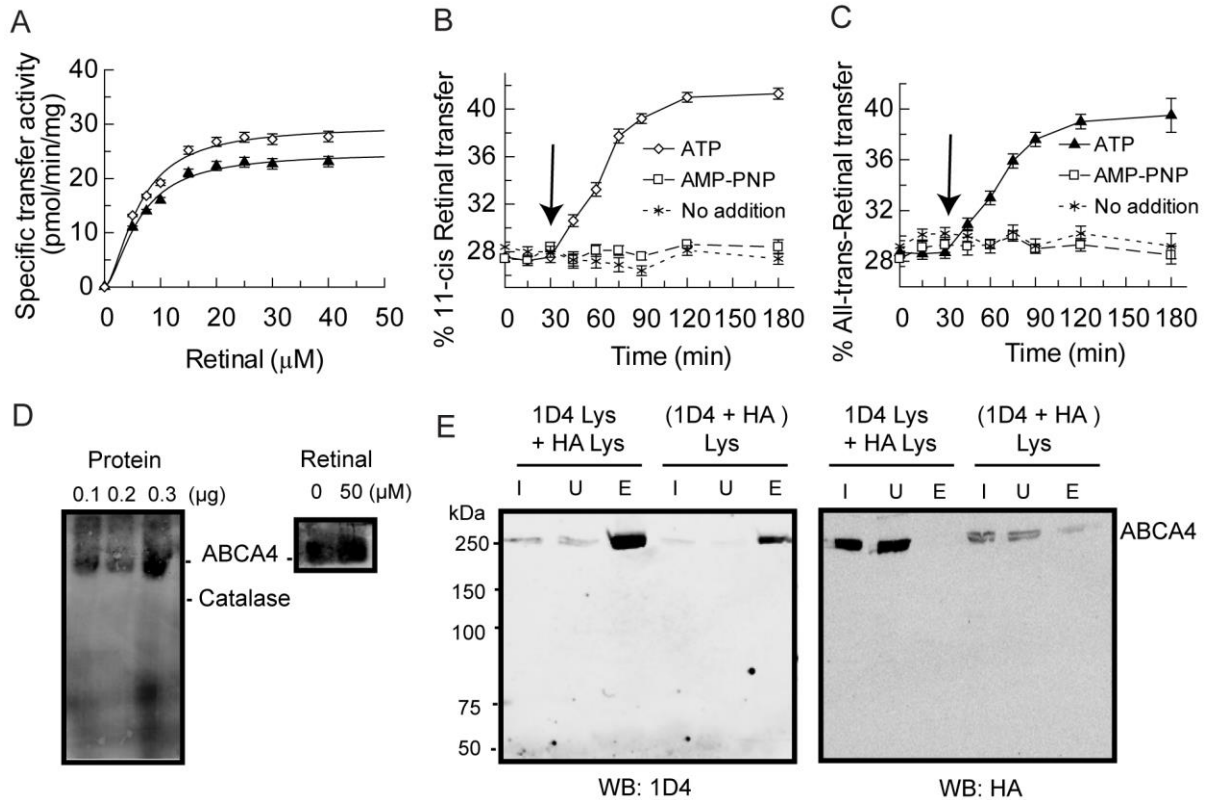 A
Specific transfer activity
(pmol/min/mg)
40
30
20
10
0
0 10 20 30 40 50
Retinal (μM)
B
% 11-cis Retinal transfer
40
36
32
28
ATP
AMP-PNP
No addition
0 30 60 90 120 150 180
Time (min)
C
% All-trans-Retinal transfer
40
36
32
28
ATP
AMP-PNP
No addition
0 30 60 90 120 150 180
Time (min)
D
Protein
0.1 0.2 0.3 (μg)
Retinal
0 50 (μM)
ABCA4
Catalase
E
1D4 Lys
+ HA Lys
(1D4 + HA )
Lys
I U E I U E
kDa
250
150
100
75
50
WB: 1D4
1D4 Lys
+ HA Lys
(1D4 + HA )
Lys
I U E I U E
ABCA4
WB: HA